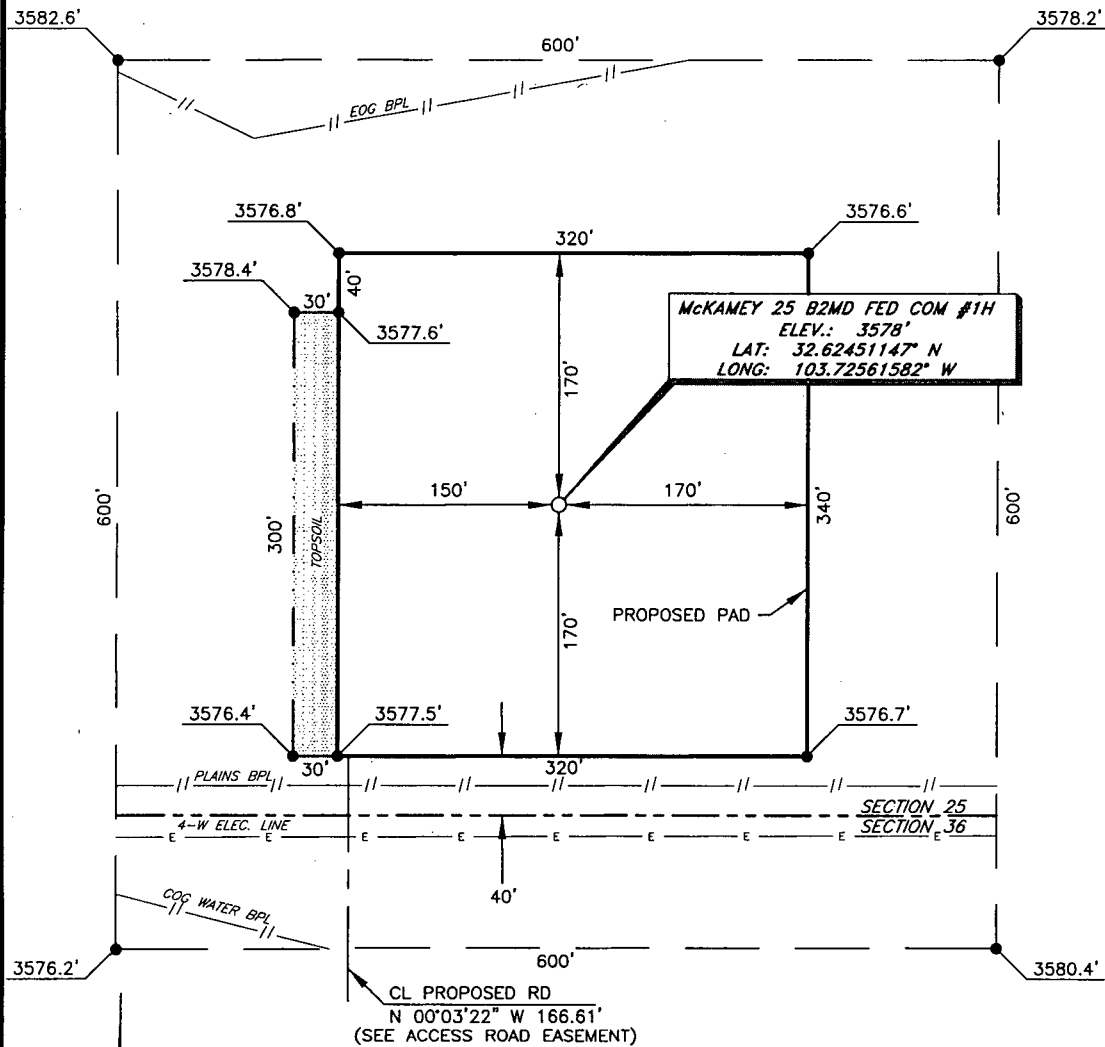 3582.6'
3578.2'
600'
EOG BPL
3576.8'
3576.6'
320'
3578.4'
40'
30'
3577.6'
McKAMEY 25 B2MD FED COM #1H
ELEV.: 3578'
LAT: 32.62451147° N
LONG: 103.72561582° W
170'
600'
150'
170'
340'
600'
300'
TOPSOIL
PROPOSED PAD
170'
3576.4'
3577.5'
3576.7'
30'
320'
PLAINS BPL
SECTION 25
4-W ELEC. LINE
SECTION 36
E E E E E E E E E
40'
COG WATER BPL
3576.2'
600'
3580.4'
CL PROPOSED RD
N 00°03'22" W 166.61'
(SEE ACCESS ROAD EASEMENT)